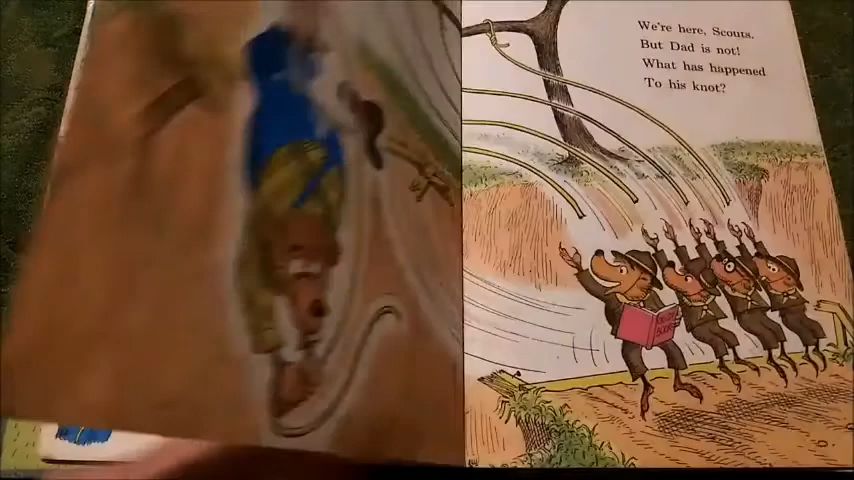 We're here, Scouts.
But Dad is not!
What has happened
To his knot?